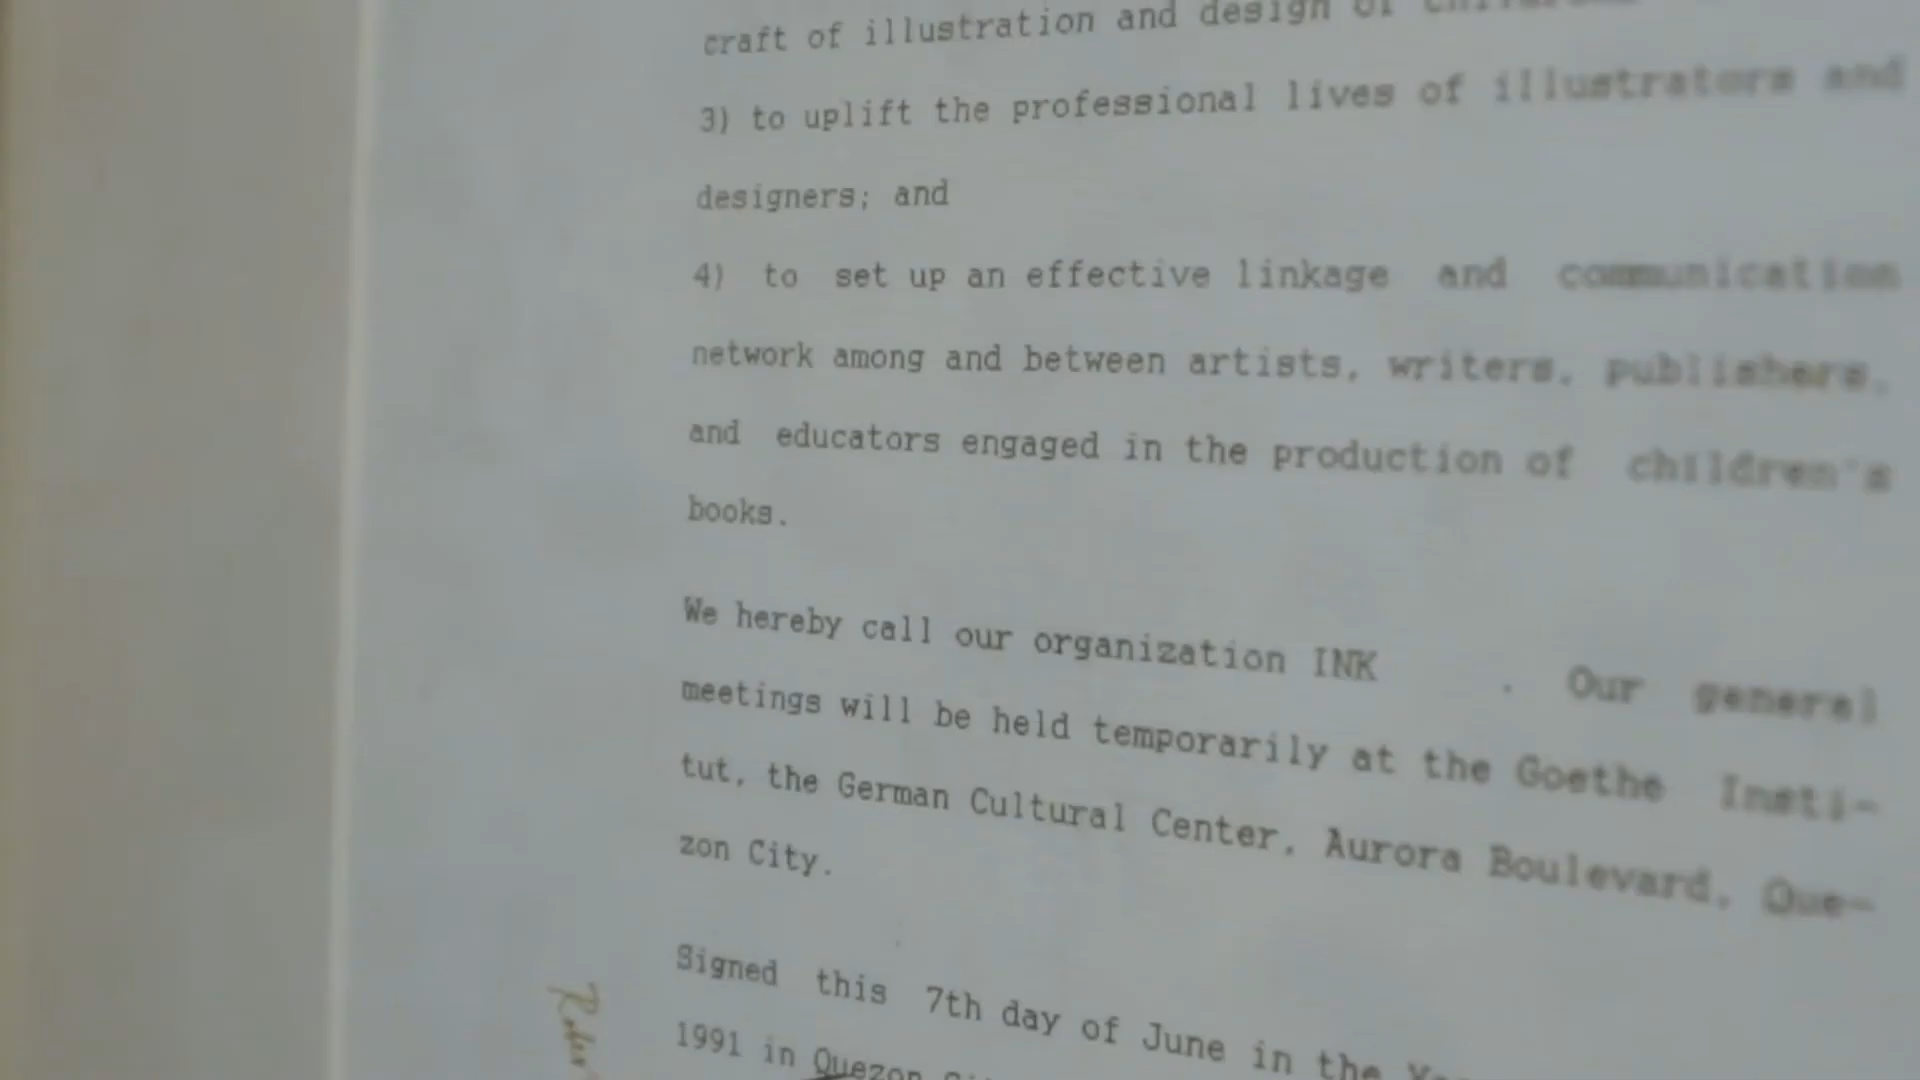 craft of illustration and design of
3) to uplift the professional lives of illustrators and
designers; and
4) to set up an effective linkage and communication
network among and between artists, writers, publishers,
and educators engaged in the production of children's
books.
We hereby call our organization INK . Our general
meetings will be held temporarily at the Goethe Insti-
tut, the German Cultural Center, Aurora Boulevard, Que-
zon City.
Signed this 7th day of June in the
1991 in Quezon